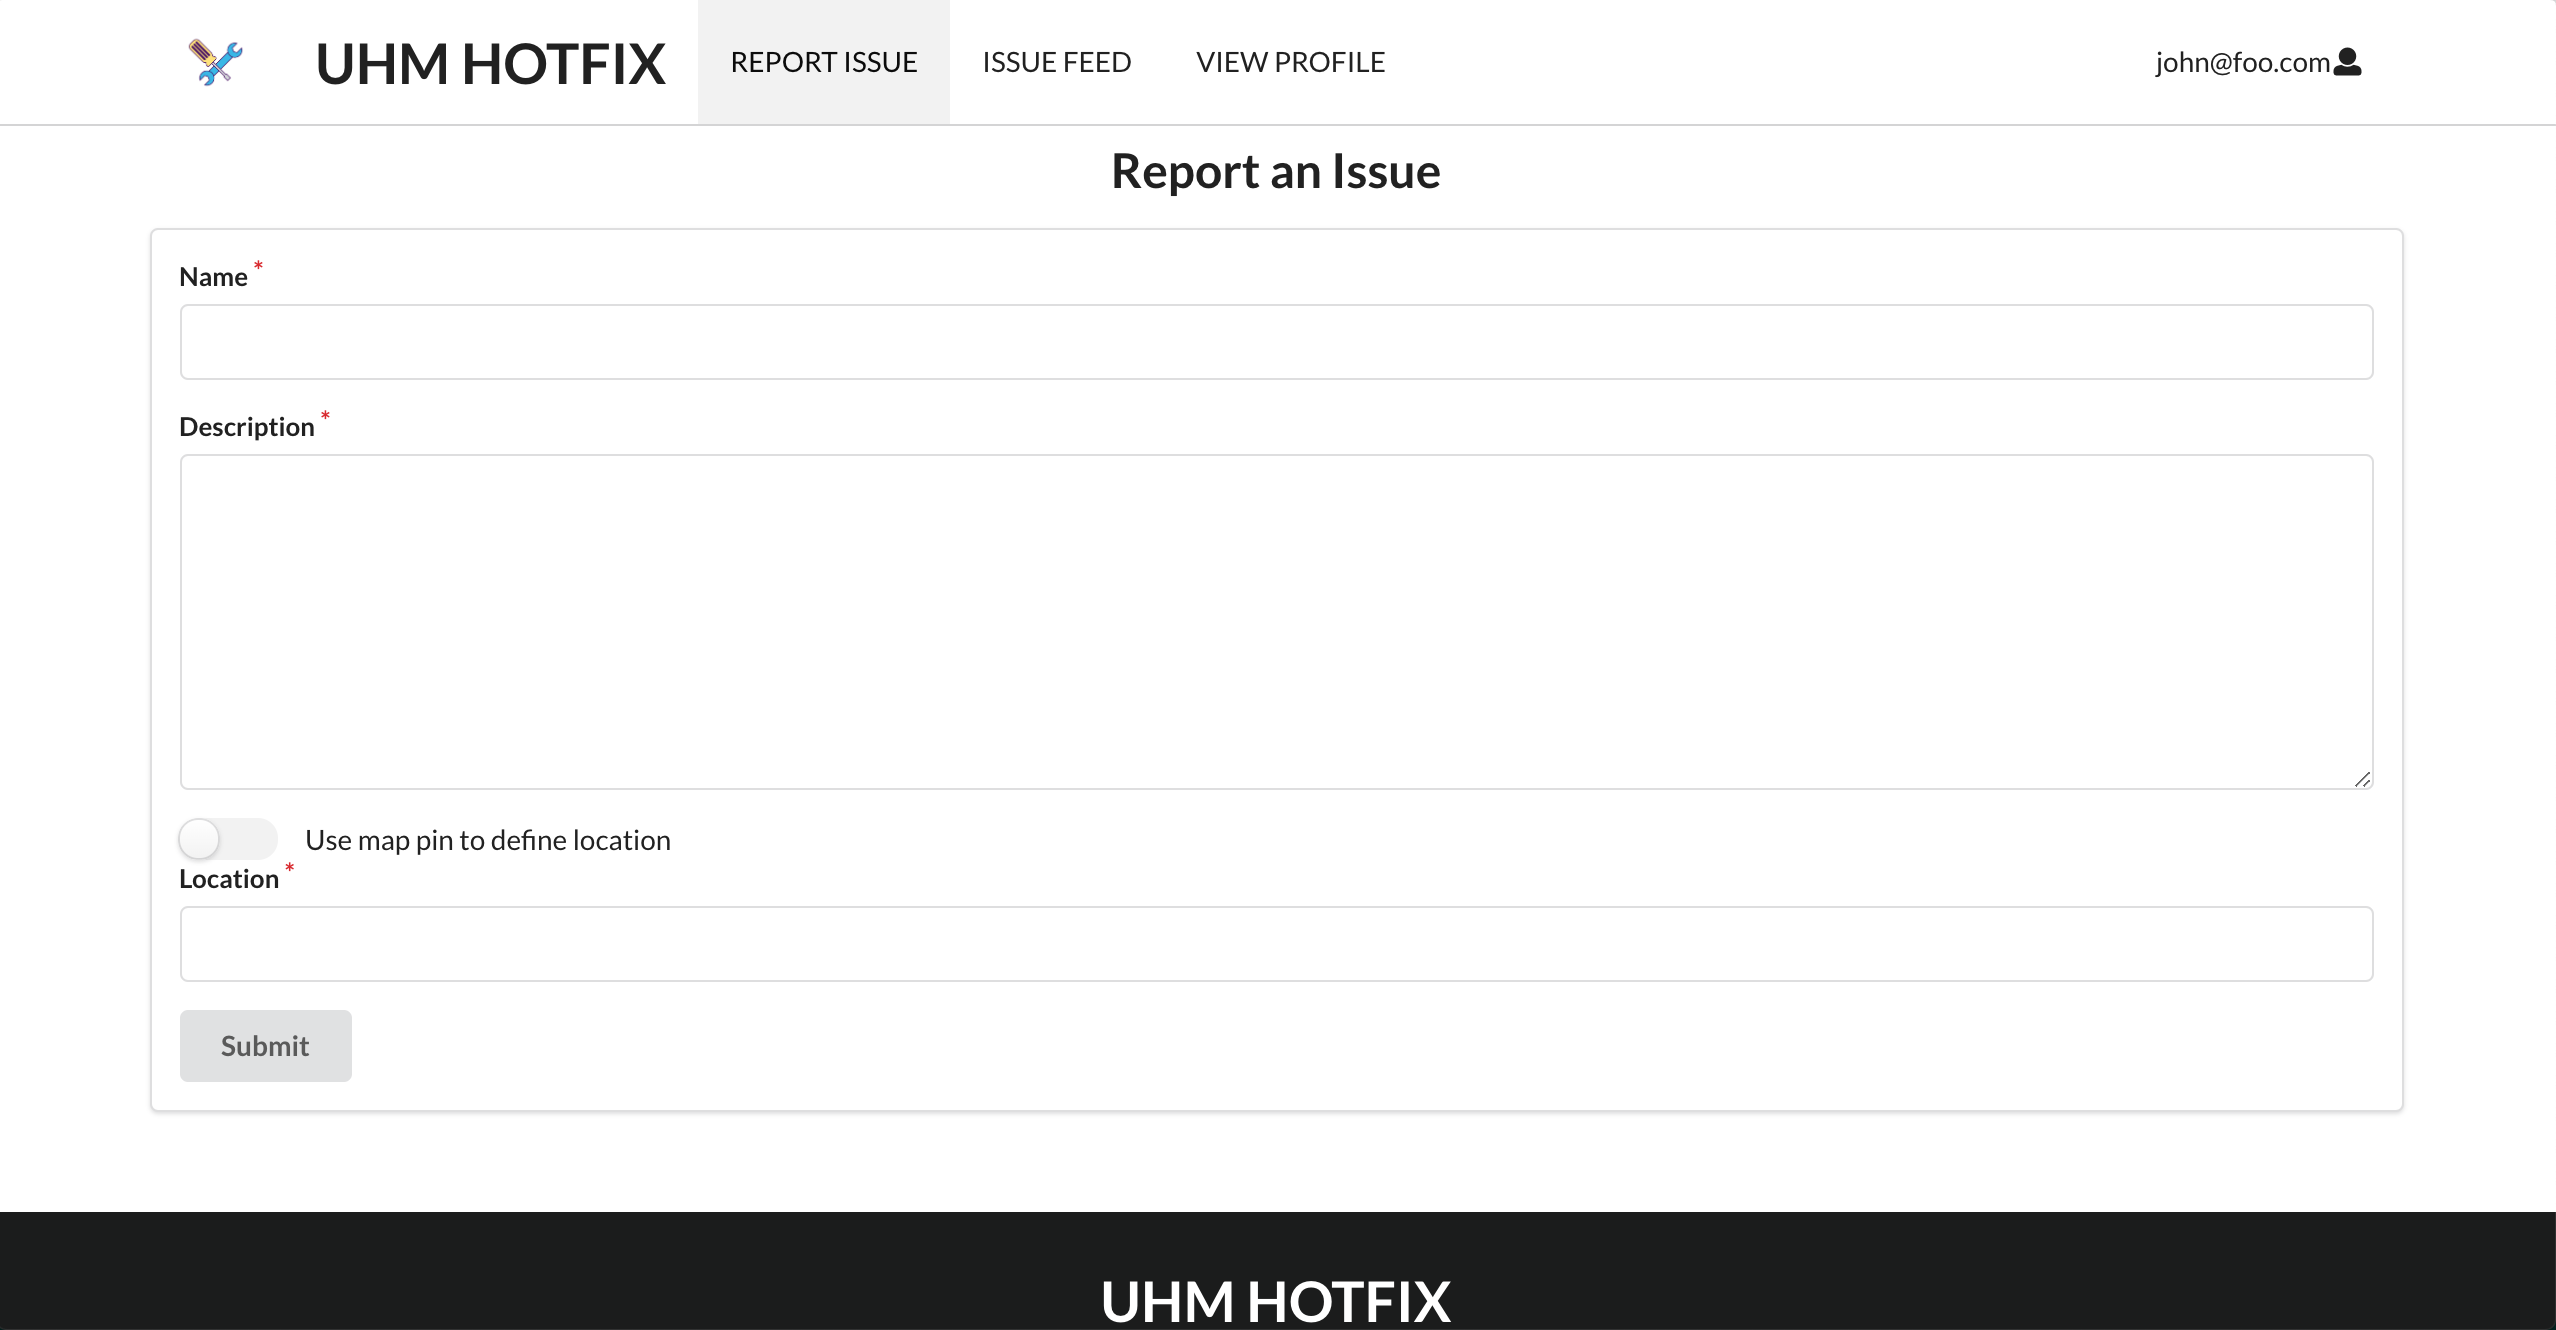 UHM HOTFIX REPORT ISSUE ISSUE FEED VIEW PROFILE john@foo.com
Report an Issue
Name *
Description *
Use map pin to define location
Location *
Submit
UHM HOTFIX